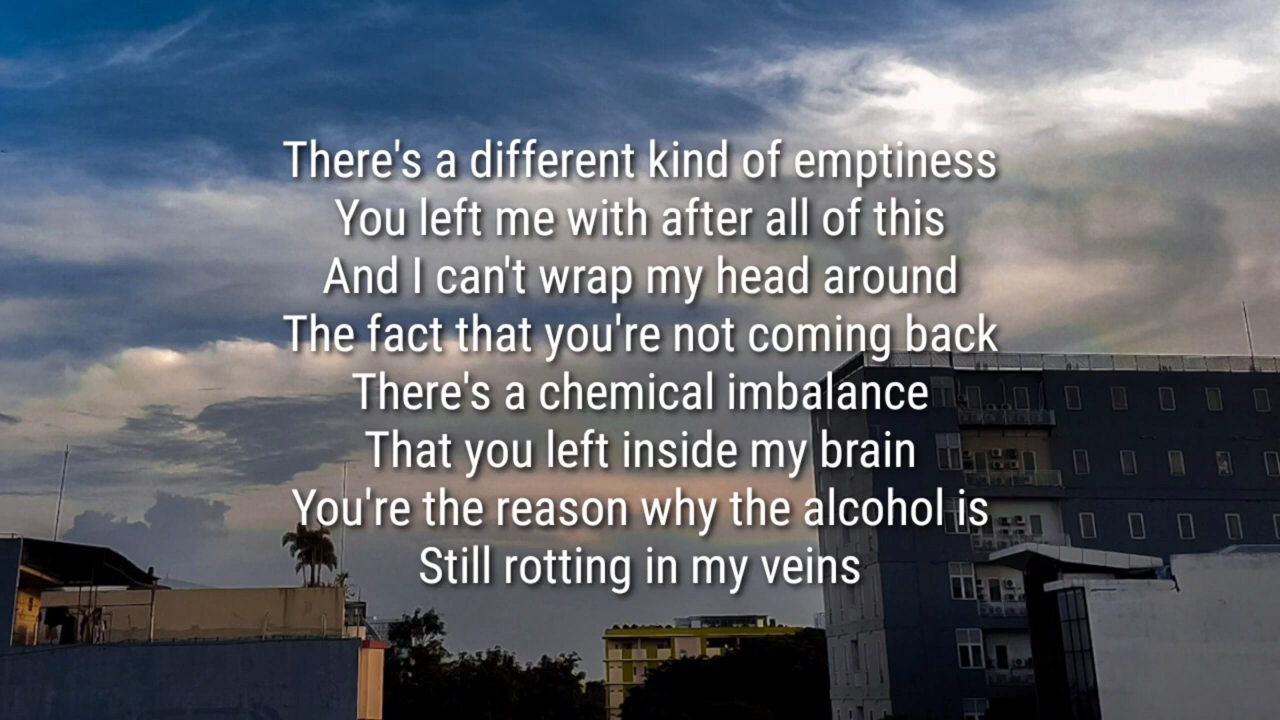 There's a different kind of emptiness
You left me with after all of this
And I can't wrap my head around
The fact that you're not coming back
There's a chemical imbalance
That you left inside my brain
You're the reason why the alcohol is
Still rotting in my veins